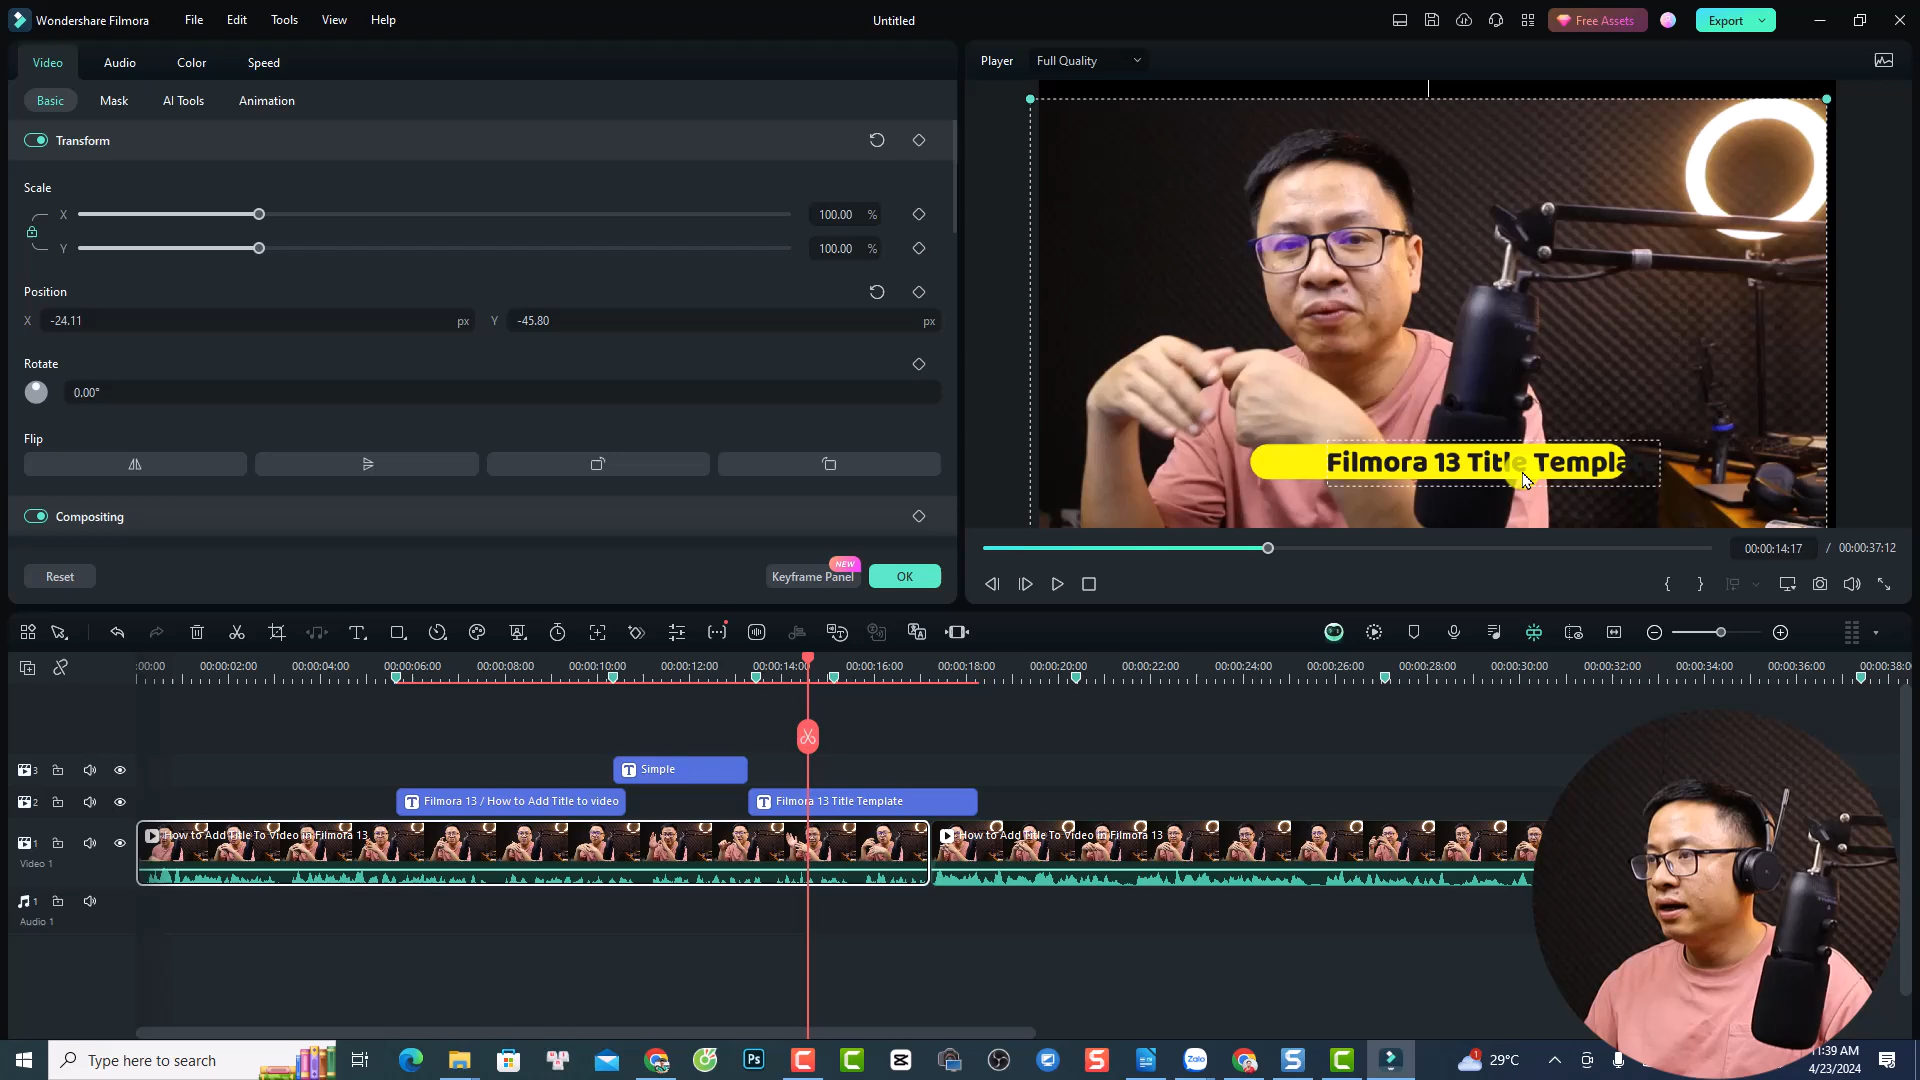 Wondershare Filmora
File
Edit
Tools
View
Help
Untitled
Free Assets
Export
Video
Audio
Color
Speed
Player
Full Quality
Basic
Mask
AI Tools
Animation
Transform
Scale
X
100.00
%
Y
100.00
%
Position
X
-24.11
px
Y
-45.80
px
Rotate
0.00°
Flip
Compositing
Reset
NEW
Keyframe Panel
OK
Filmora 13 Title Templa
00:00:14:17
/
00:00:37:12
:00:00
00:00:02:00
00:00:04:00
00:00:06:00
00:00:08:00
00:00:10:00
00:00:12:00
00:00:14:00
00:00:16:00
00:00:18:00
00:00:20:00
00:00:22:00
00:00:24:00
00:00:26:00
00:00:28:00
00:00:30:00
00:00:32:00
00:00:34:00
00:00:36:00
00:00:38:0
3
Simple
2
Filmora 13 / How to Add Title to video
Filmora 13 Title Template
1
How to Add Title To Video in Filmora 13
How to Add Title To Video in Filmora 13
Video 1
1
Audio 1
Type here to search
Ps
Zalo
1
29°C
11:39 AM
4/23/2024